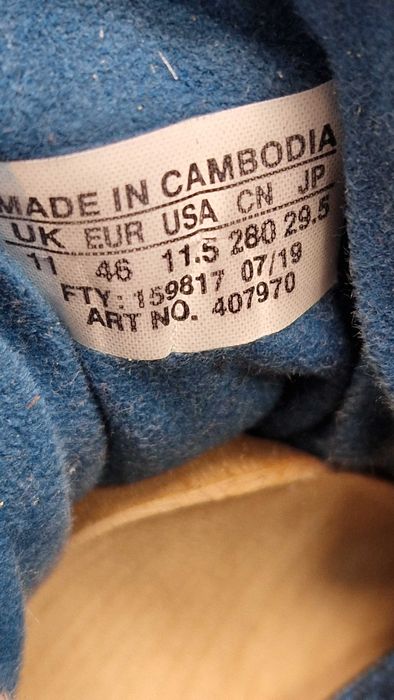 MADE IN CAMBODIA
UK EUR USA CN JP
11 46 11.5 280 29.5
FTY: 159817 07/19
ART NO. 407970